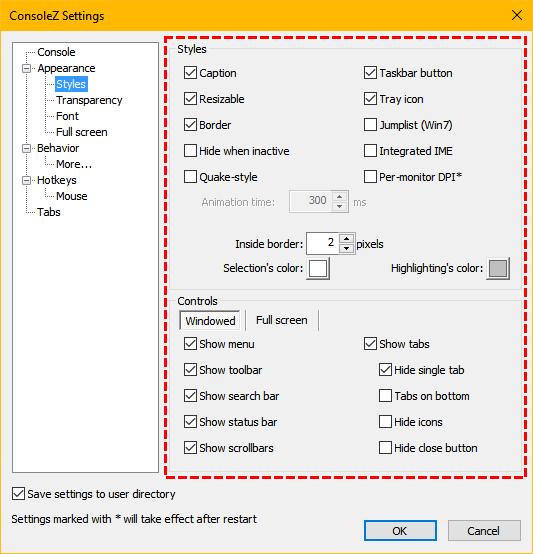 ConsoleZ Settings
Console
Appearance
Styles
Transparency
Font
Full screen
Behavior
More...
Hotkeys
Mouse
Tabs
Styles
Caption
Taskbar button
Resizable
Tray icon
Border
Jumplist (Win7)
Hide when inactive
Integrated IME
Quake-style
Per-monitor DPI*
Animation time: 300 ms
Inside border: 2 pixels
Selection's color:
Highlighting's color:
Controls
Windowed
Full screen
Show menu
Show tabs
Show toolbar
Hide single tab
Show search bar
Tabs on bottom
Show status bar
Hide icons
Show scrollbars
Hide close button
Save settings to user directory
Settings marked with * will take effect after restart
OK
Cancel